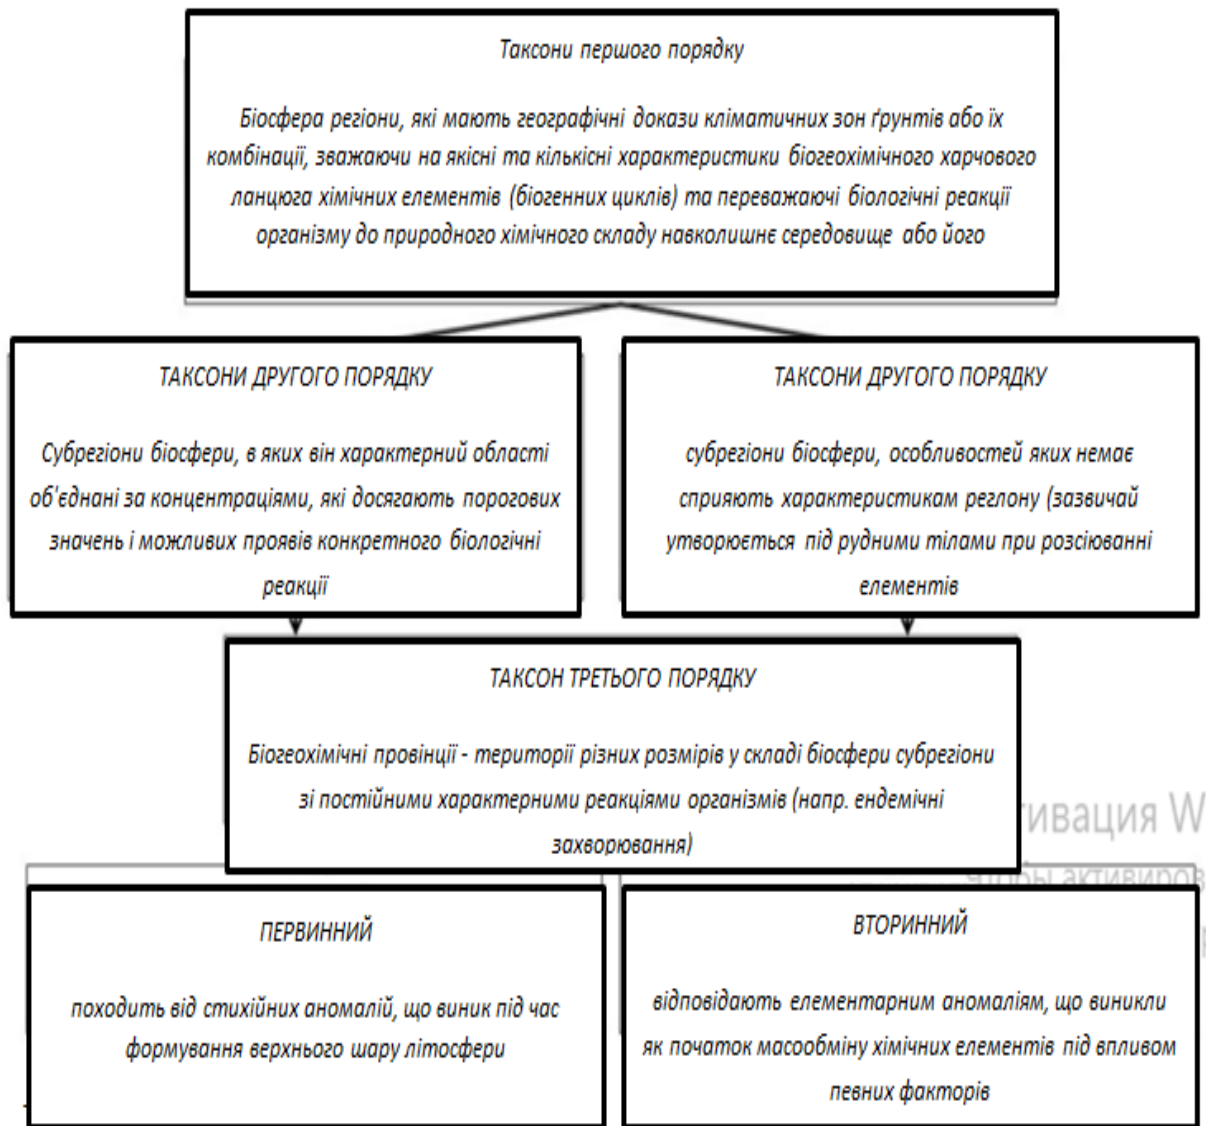 Таксони першого порядку
Біосфера регіони, які мають географічні докази кліматичних зон ґрунтів або їх
комбінації, зважаючи на якісні та кількісні характеристики біогеохімічного харчового
ланцюга хімічних елементів (біогенних циклів) та переважаючі біологічні реакції
організму до природного хімічного складу навколишнє середовище або його
ТАКСОНИ ДРУГОГО ПОРЯДКУ
Субрегіони біосфери, в яких він характерний області
об'єднані за концентраціями, які досягають порогових
значень і можливих проявів конкретного біологічні
реакції
ТАКСОНИ ДРУГОГО ПОРЯДКУ
субрегіони біосфери, особливостей яких немає
сприяють характеристикам реглону (зазвичай
утворюється під рудними тілами при розсіюванні
елементів
ТАКСОН ТРЕТЬОГО ПОРЯДКУ
Біогеохімічні провінції - території різних розмірів у складі біосфери субрегіони
зі постійними характерними реакціями організмів (напр. ендемічні
захворювання)
тивация W
чтобы активиров
ПЕРВИННИЙ
походить від стихійних аномалій, що виник під час
формування верхнього шару літосфери
ВТОРИННИЙ
відповідають елементарним аномаліям, що виникли
як початок масообміну хімічних елементів під впливом
певних факторів